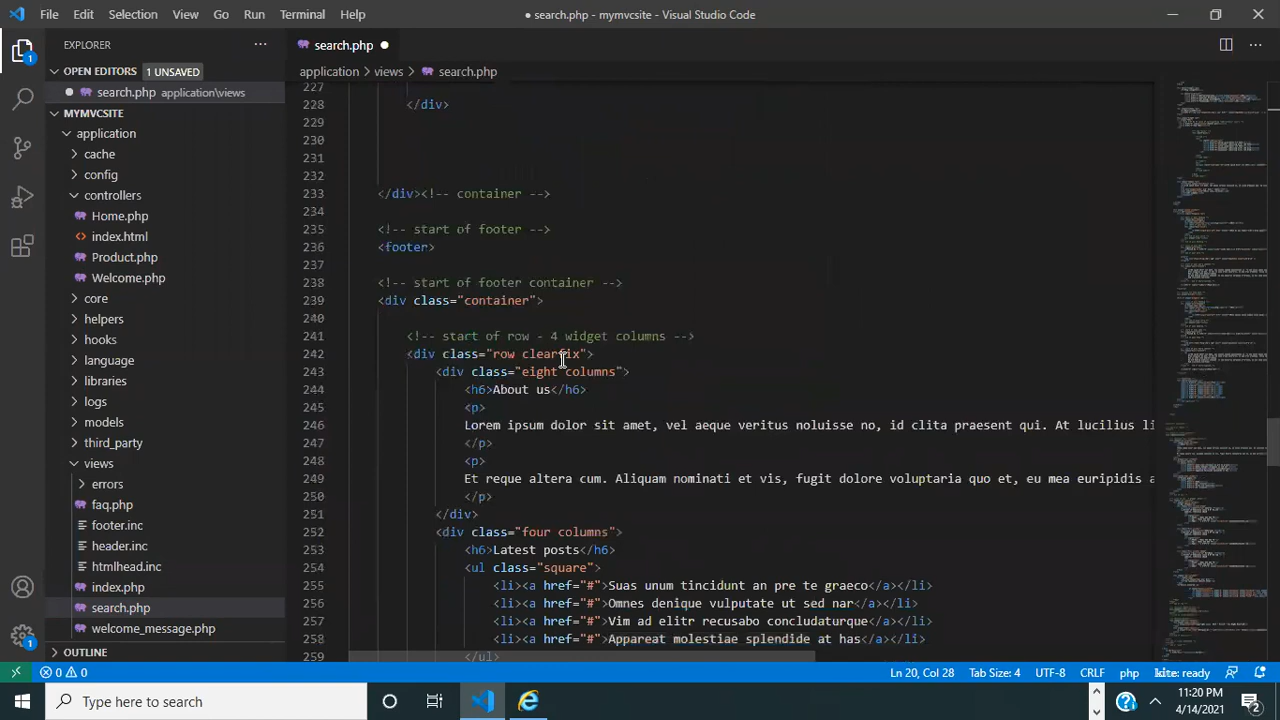 File Edit Selection View Go Run Terminal Help
● search.php - mymvcsite - Visual Studio Code
EXPLORER
search.php
OPEN EDITORS 1 UNSAVED
search.php application\views
application > views > search.php
MYMVCSITE
application
cache
config
controllers
Home.php
index.html
Product.php
Welcome.php
core
helpers
hooks
language
libraries
logs
models
third_party
views
errors
faq.php
footer.inc
header.inc
htmlhead.inc
index.php
search.php
welcome_message.php
OUTLINE
227
228 </div>
229
230
231
232
233 </div><!-- container -->
234
235 <!-- start of footer -->
236 <footer>
237
238 <!-- start of footer container -->
239 <div class="container">
240
241 widget columns -->
242 <div class="row clearfix">
243 <div class="eight columns">
244 <h6>About us</h6>
245 <p>
246 Lorem ipsum dolor sit amet, vel aeque veritus noluisse no, id clita praesent qui. At lucilius li
247 </p>
248 <p>
249 Etiam cetera cum. Aliquam nominati et vis, fugit dolore voluptaria quo et, eu mea euripidis a
250 </p>
251 </div>
252 <div class="four columns">
253 <h6>Latest posts</h6>
254 <ul class="square">
255 <li><a href="#">Suas unum tincidunt an pre te graeco</a></li>
256 <li><a href="#">Omnes denique vulputate it sed nar</a></li>
257 <li><a href="#">Vim an elitr recusabo concludaturque</a></li>
258 <li><a href="#">Appareat molestiae splendide at has</a></li>
259 </ul>
0 0
Ln 20, Col 28 Tab Size: 4 UTF-8 CRLF php kite: ready
Type here to search
11:20 PM
4/14/2021